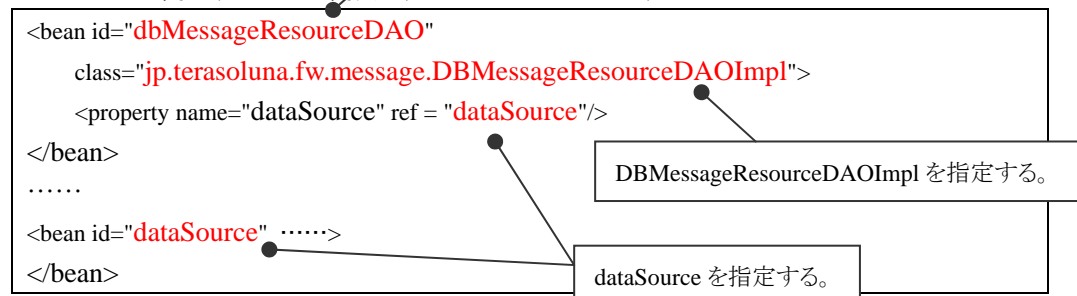 <bean id="dbMessageResourceDAO"
class="jp.terasoluna.fw.message.DBMessageResourceDAOImpl">
<property name="dataSource" ref = "dataSource"/>
</bean>
……
DBMessageResourceDAOImpl を指定する。
<bean id="dataSource" ……>
</bean>
dataSource を指定する。